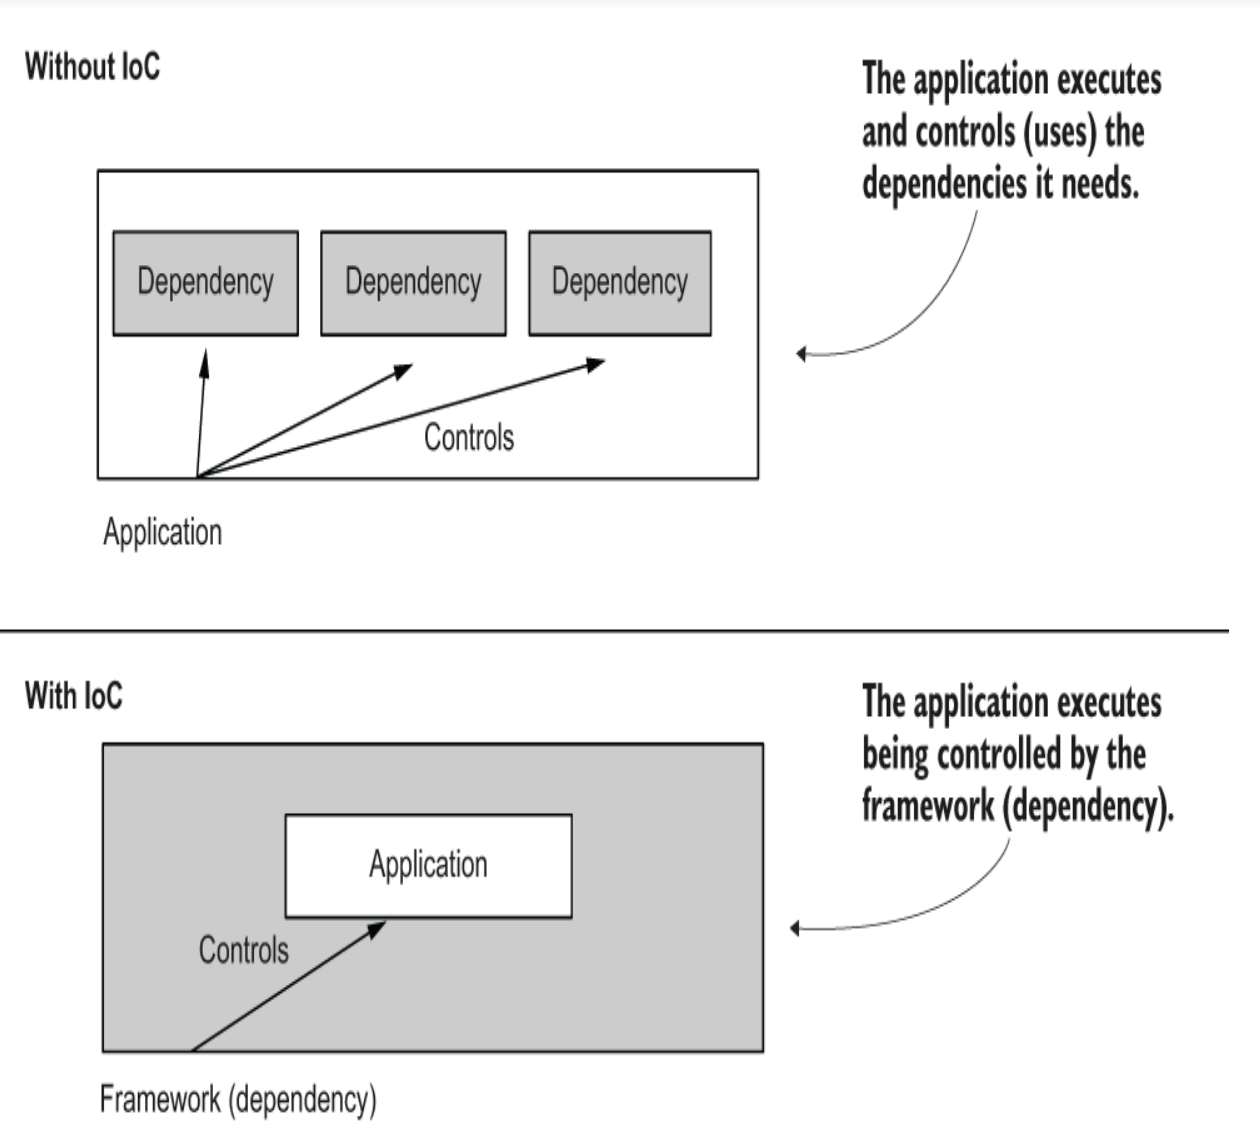 Without IoC
The application executes
and controls (uses) the
dependencies it needs.
Dependency
Dependency
Dependency
Controls
Application
With IoC
The application executes
being controlled by the
framework (dependency).
Application
Controls
Framework (dependency)